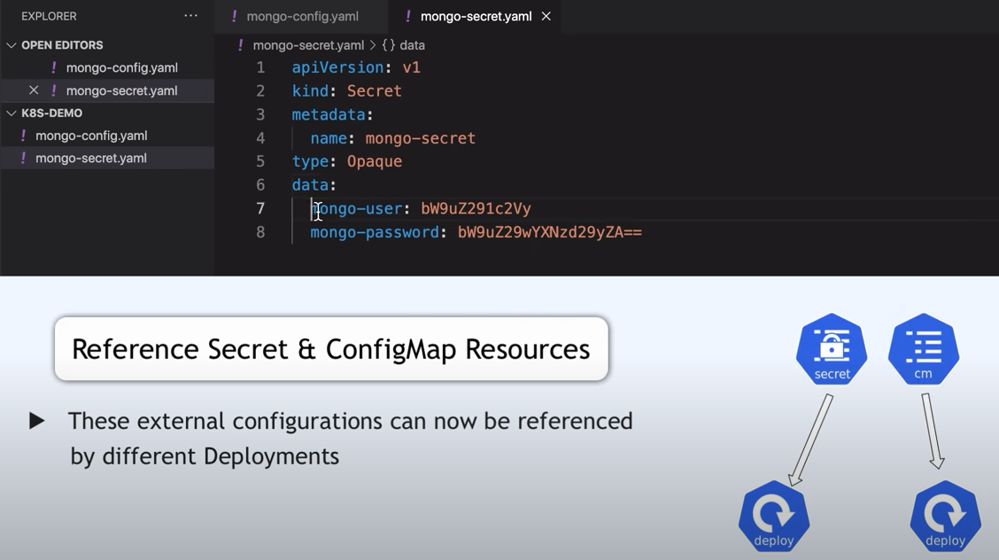 EXPLORER
mongo-config.yaml
mongo-secret.yaml
OPEN EDITORS
mongo-config.yaml
mongo-secret.yaml
K8S-DEMO
mongo-config.yaml
mongo-secret.yaml
mongo-secret.yaml > {} data
1 apiVersion: v1
2 kind: Secret
3 metadata:
4 name: mongo-secret
5 type: Opaque
6 data:
7 mongo-user: bW9uZ291c2Vy
8 mongo-password: bW9uZ29wYXNzd29yZA==
Reference Secret & ConfigMap Resources
These external configurations can now be referenced
by different Deployments
secret
cm
deploy
deploy